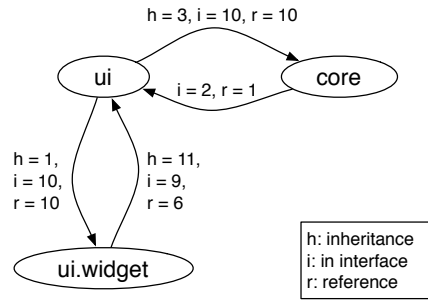 h = 3, i = 10, r = 10
ui
core
i = 2, r = 1
h = 1,
i = 10,
r = 10
h = 11,
i = 9,
r = 6
ui.widget
h: inheritance
i: in interface
r: reference